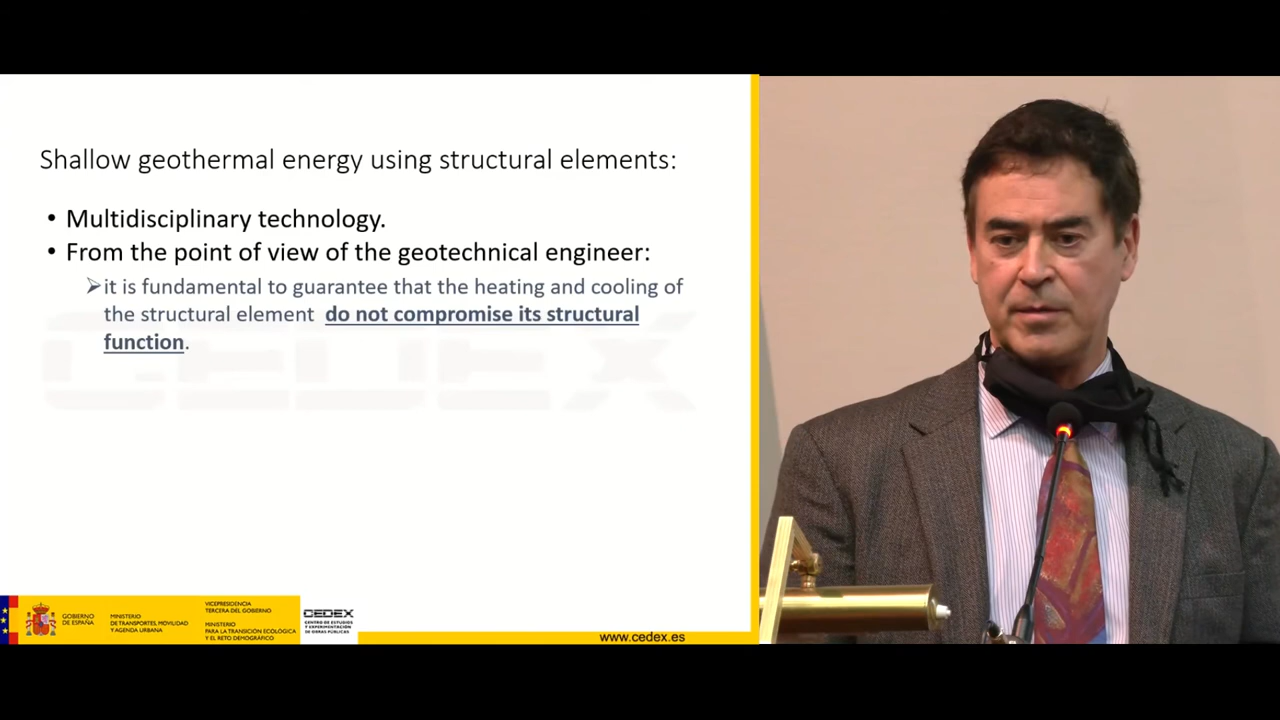 Shallow geothermal energy using structural elements:
• Multidisciplinary technology.
• From the point of view of the geotechnical engineer:
➢it is fundamental to guarantee that the heating and cooling of
the structural element do not compromise its structural
function.
CEDEX
GOBIERNO
DE ESPAÑA
MINISTERIO
DE TRANSPORTES, MOVILIDAD
Y AGENDA URBANA
VICEPRESIDENCIA
TERCERA DEL GOBIERNO
MINISTERIO
PARA LA TRANSICIÓN ECOLÓGICA
Y EL RETO DEMOGRÁFICO
CEDEX
CENTRO DE ESTUDIOS
Y EXPERIMENTACIÓN
DE OBRAS PÚBLICAS
www.cedex.es